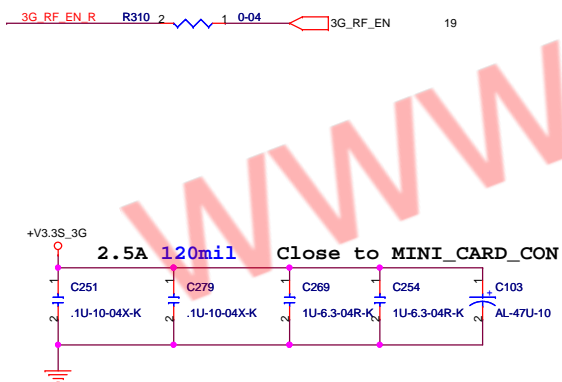 3G_RF_EN_R R310 2 1 0-04 3G_RF_EN 19
WWW
+V3.3S_3G
2.5A 120mil Close to MINI_CARD_CON
1 C251 1 C279 1 C269 1 C254 1 + C103
2 .1U-10-04X-K 2 .1U-10-04X-K 2 1U-6.3-04R-K 2 1U-6.3-04R-K 2 AL-47U-10